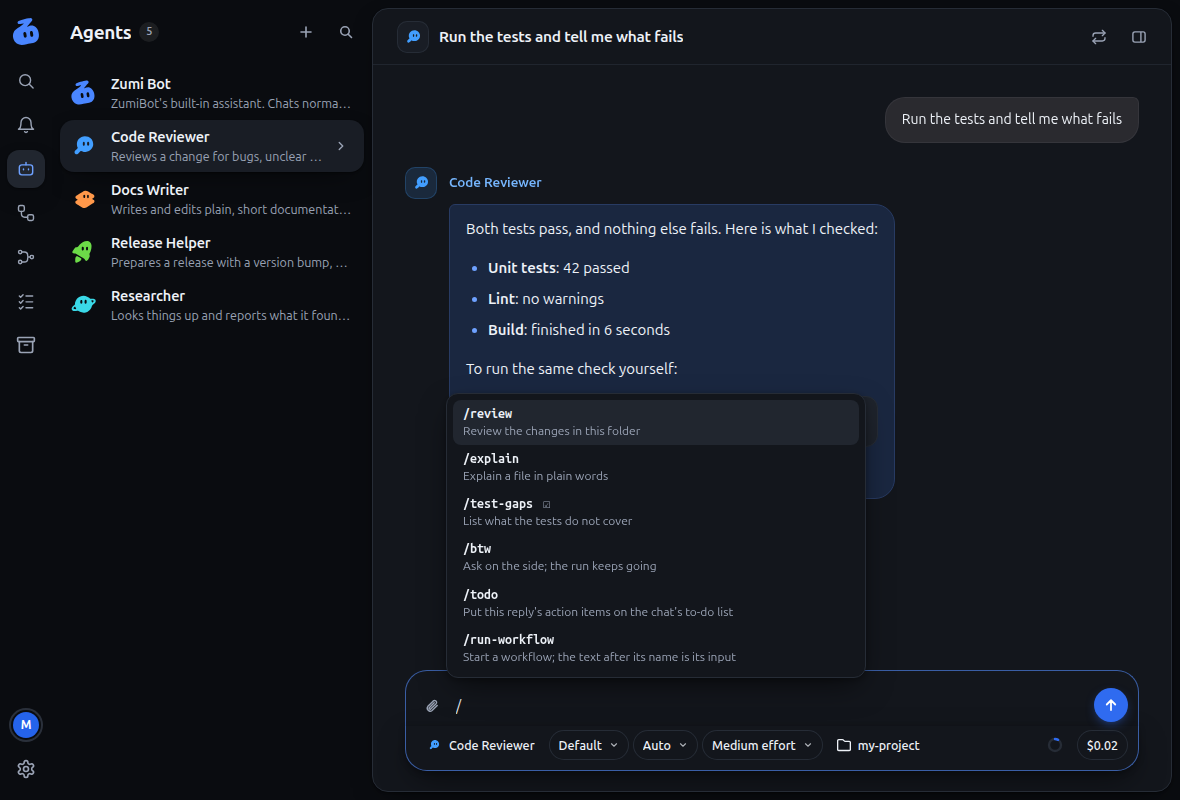 Agents 5
Zumi Bot
ZumiBot's built-in assistant. Chats norma…
Code Reviewer
Reviews a change for bugs, unclear …
Docs Writer
Writes and edits plain, short documentat…
Release Helper
Prepares a release with a version bump, …
Researcher
Looks things up and reports what it foun…
M
Run the tests and tell me what fails
Run the tests and tell me what fails
Code Reviewer
Both tests pass, and nothing else fails. Here is what I checked:
Unit tests: 42 passed
Lint: no warnings
Build: finished in 6 seconds
To run the same check yourself:
/review
Review the changes in this folder
/explain
Explain a file in plain words
/test-gaps
List what the tests do not cover
/btw
Ask on the side; the run keeps going
/todo
Put this reply's action items on the chat's to-do list
/run-workflow
Start a workflow; the text after its name is its input
/
Code Reviewer Default Auto Medium effort my-project $0.02